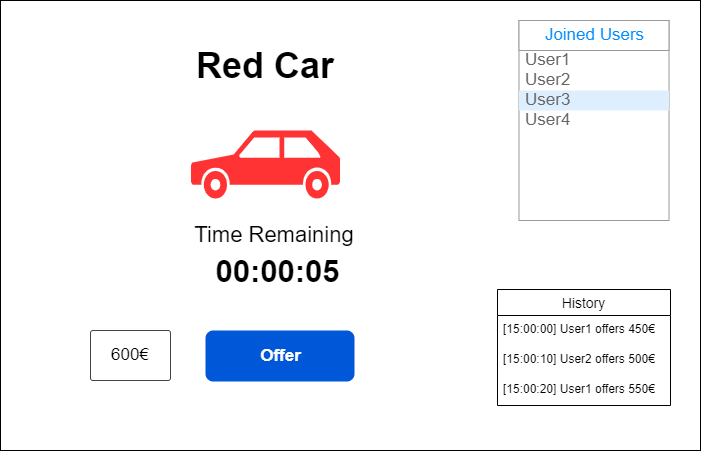 Red Car
Time Remaining
00:00:05
600€
Offer
Joined Users
User1
User2
User3
User4
History
[15:00:00] User1 offers 450€
[15:00:10] User2 offers 500€
[15:00:20] User1 offers 550€